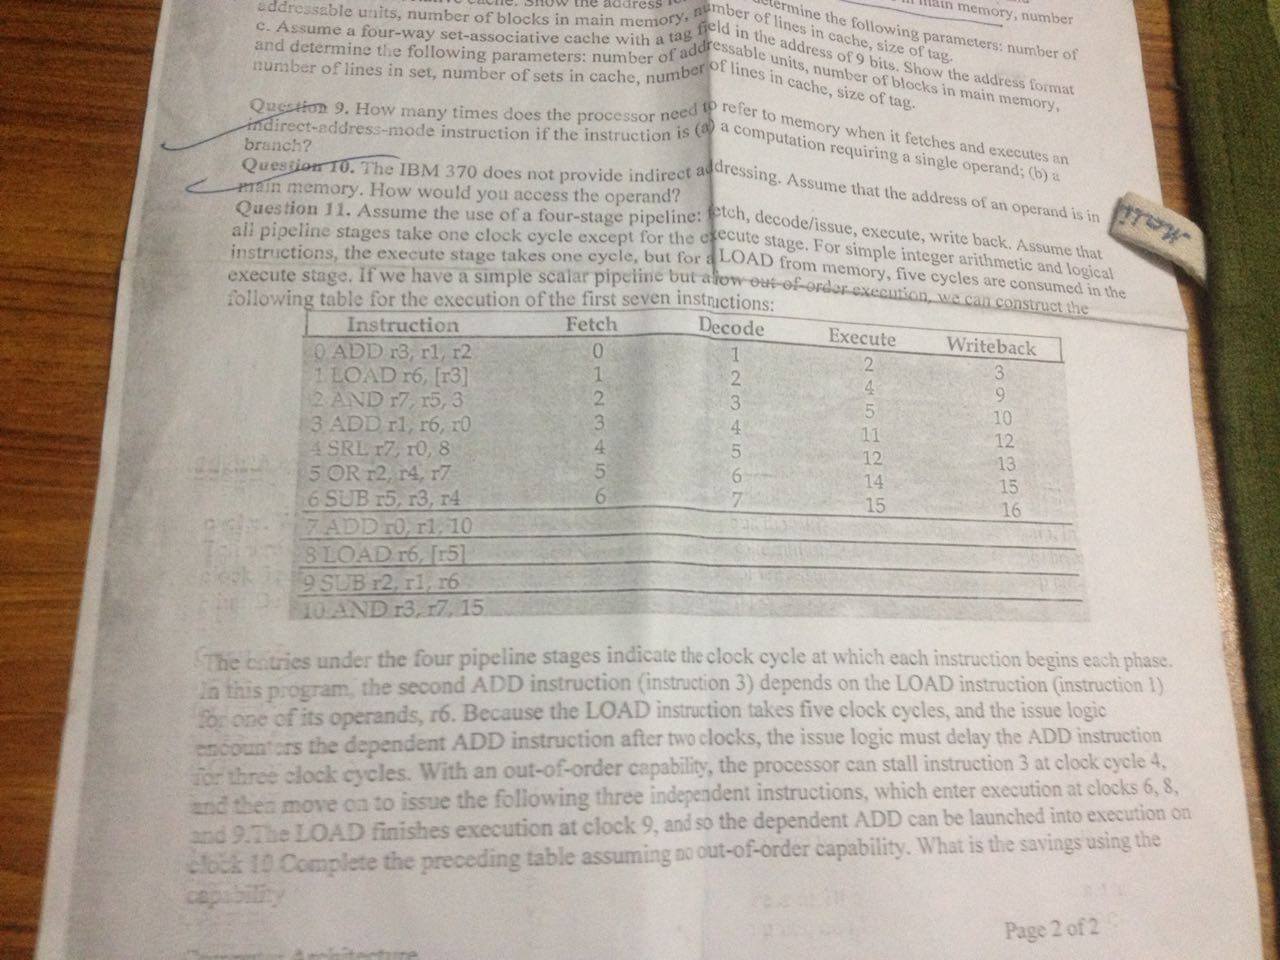 addressable units, number of blocks in main memory, number of lines in cache, size of tag.
c. Assume a four-way set-associative cache with a tag field in the address of 9 bits. Show the address format
and determine the following parameters: number of addressable units, number of blocks in main memory,
number of lines in set, number of sets in cache, number of lines in cache, size of tag.
Question 9. How many times does the processor need to refer to memory when it fetches and executes an
indirect-address-mode instruction if the instruction is (a) a computation requiring a single operand; (b) a
branch?
Question 10. The IBM 370 does not provide indirect addressing. Assume that the address of an operand is in
main memory. How would you access the operand?
Question 11. Assume the use of a four-stage pipeline: fetch, decode/issue, execute, write back. Assume that
all pipeline stages take one clock cycle except for the execute stage. For simple integer arithmetic and logical
instructions, the execute stage takes one cycle, but for a LOAD from memory, five cycles are consumed in the
execute stage. If we have a simple scalar pipeline but allow out-of-order execution, we can construct the
following table for the execution of the first seven instructions:
Instruction Fetch Decode Execute Writeback
0 ADD r3, r1, r2 0 1 2 3
1 LOAD r6, [r3] 1 2 4 9
2 AND r7, r5, 3 2 3 5 10
3 ADD r1, r6, r0 3 4 11 12
4 SRL r7, r0, 8 4 5 12 13
5 OR r2, r4, r7 5 6 14 15
6 SUB r5, r3, r4 6 7 15 16
7 ADD r0, r1, 10
8 LOAD r6, [r5]
9 SUB r2, r1, r6
10 AND r3, r7, 15
The entries under the four pipeline stages indicate the clock cycle at which each instruction begins each phase.
In this program, the second ADD instruction (instruction 3) depends on the LOAD instruction (instruction 1)
for one of its operands, r6. Because the LOAD instruction takes five clock cycles, and the issue logic
encounters the dependent ADD instruction after two clocks, the issue logic must delay the ADD instruction
for three clock cycles. With an out-of-order capability, the processor can stall instruction 3 at clock cycle 4,
and then move on to issue the following three independent instructions, which enter execution at clocks 6, 8,
and 9.The LOAD finishes execution at clock 9, and so the dependent ADD can be launched into execution on
clock 10 Complete the preceding table assuming no out-of-order capability. What is the savings using the
capability
Page 2 of 2